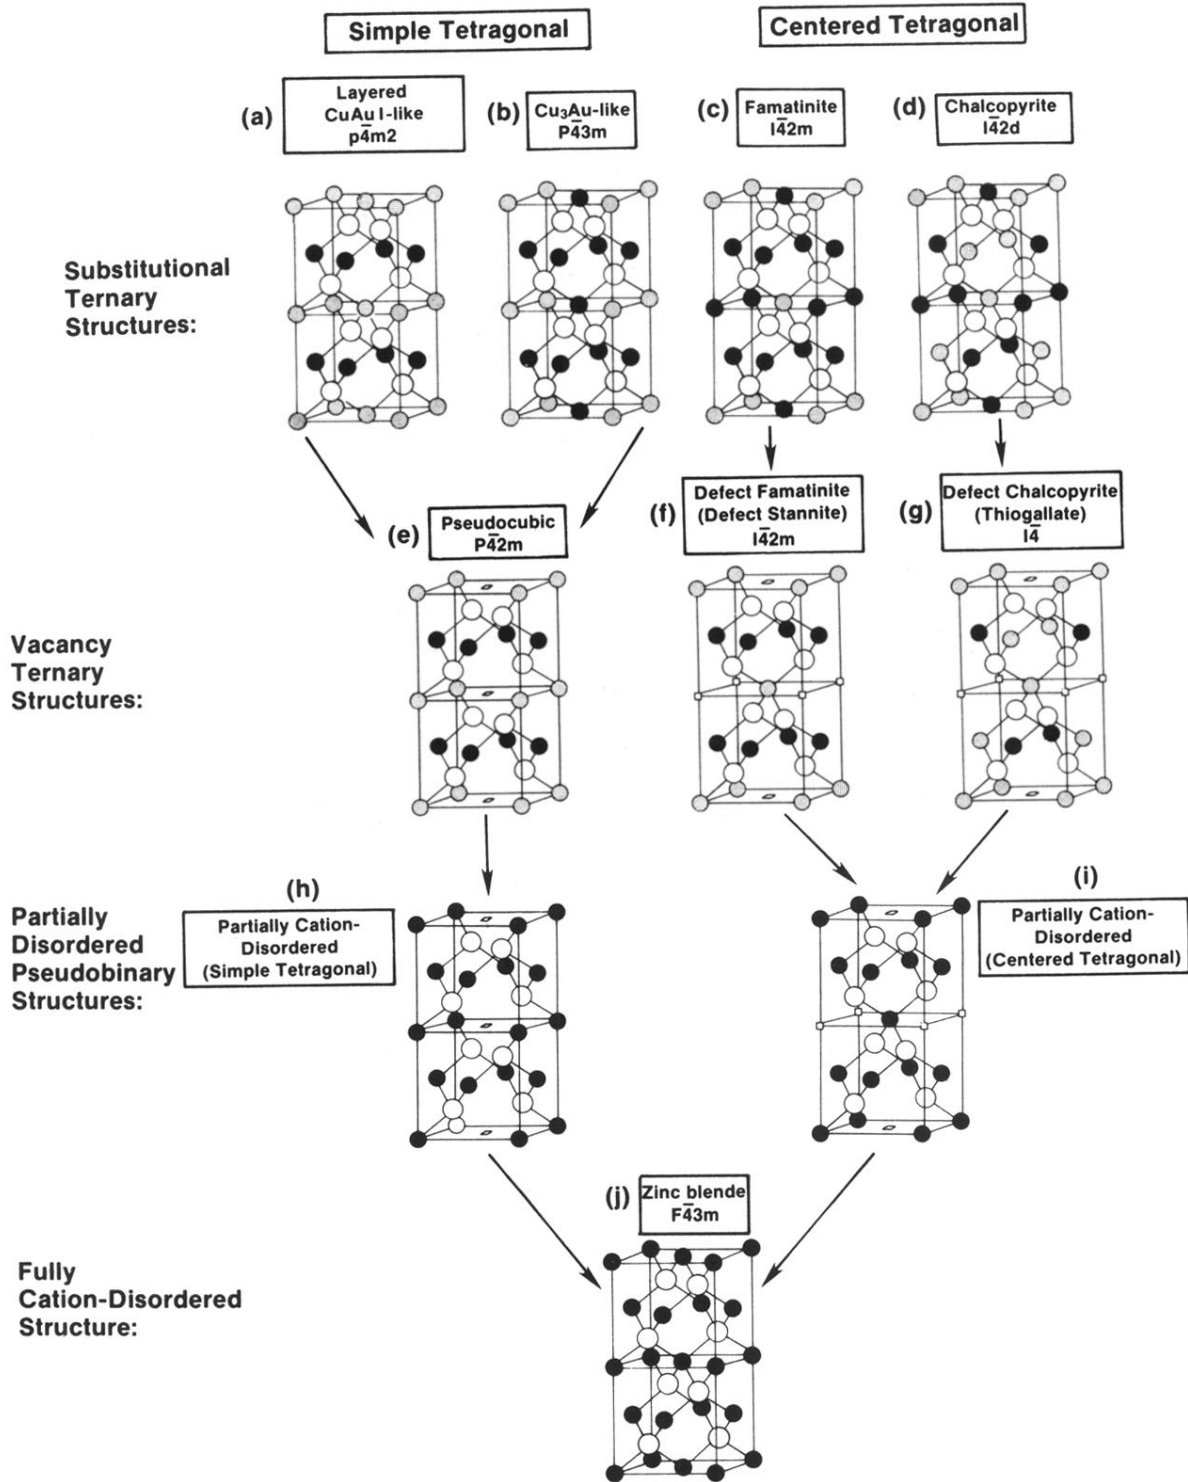 Simple Tetragonal
Centered Tetragonal
(a)
Layered
CuAu I-like
p4̅m2
(b)
Cu₃Au-like
P4̅3m
(c)
Famatinite
I4̅2m
(d)
Chalcopyrite
I4̅2d
Substitutional
Ternary
Structures:
(e)
Pseudocubic
P4̅2m
(f)
Defect Famatinite
(Defect Stannite)
I4̅2m
(g)
Defect Chalcopyrite
(Thiogallate)
I4̅
Vacancy
Ternary
Structures:
Partially
Disordered
Pseudobinary
Structures:
(h)
Partially Cation-
Disordered
(Simple Tetragonal)
(i)
Partially Cation-
Disordered
(Centered Tetragonal)
(j)
Zinc blende
F4̅3m
Fully
Cation-Disordered
Structure: